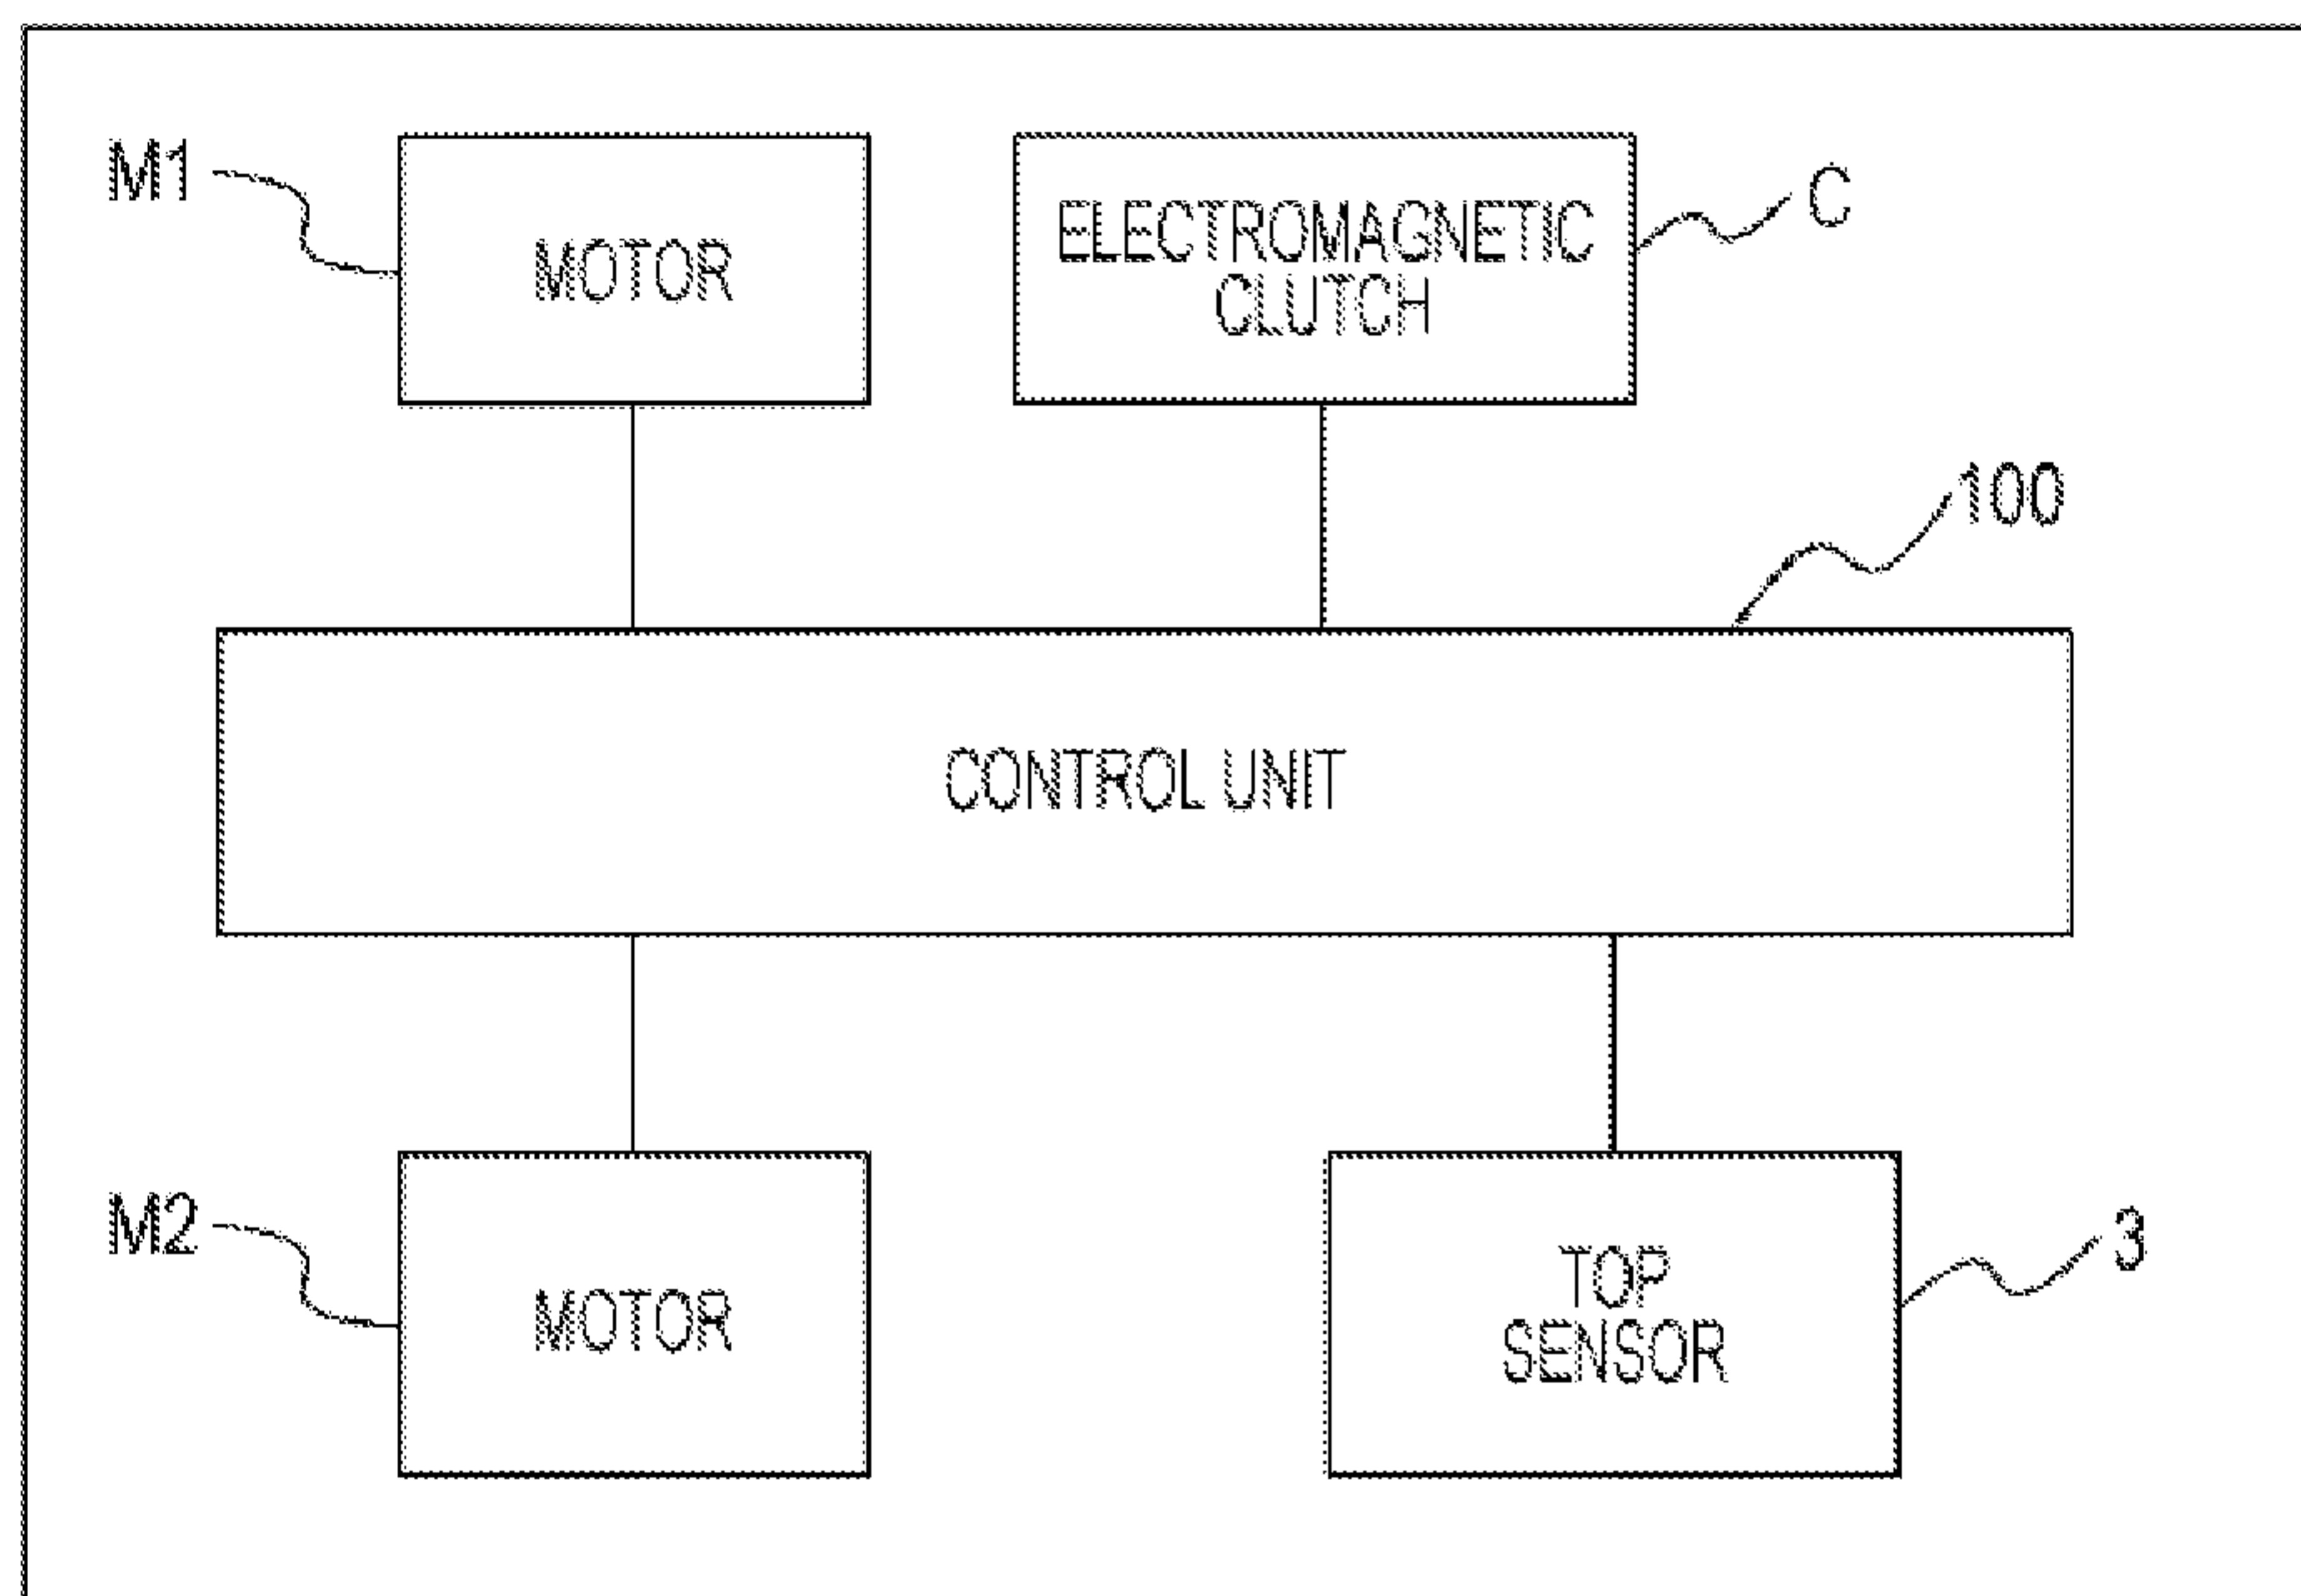 M1
MOTOR
ELECTROMAGNETIC
CLUTCH
C
100
CONTROL UNIT
M2
MOTOR
TOP
SENSOR
3